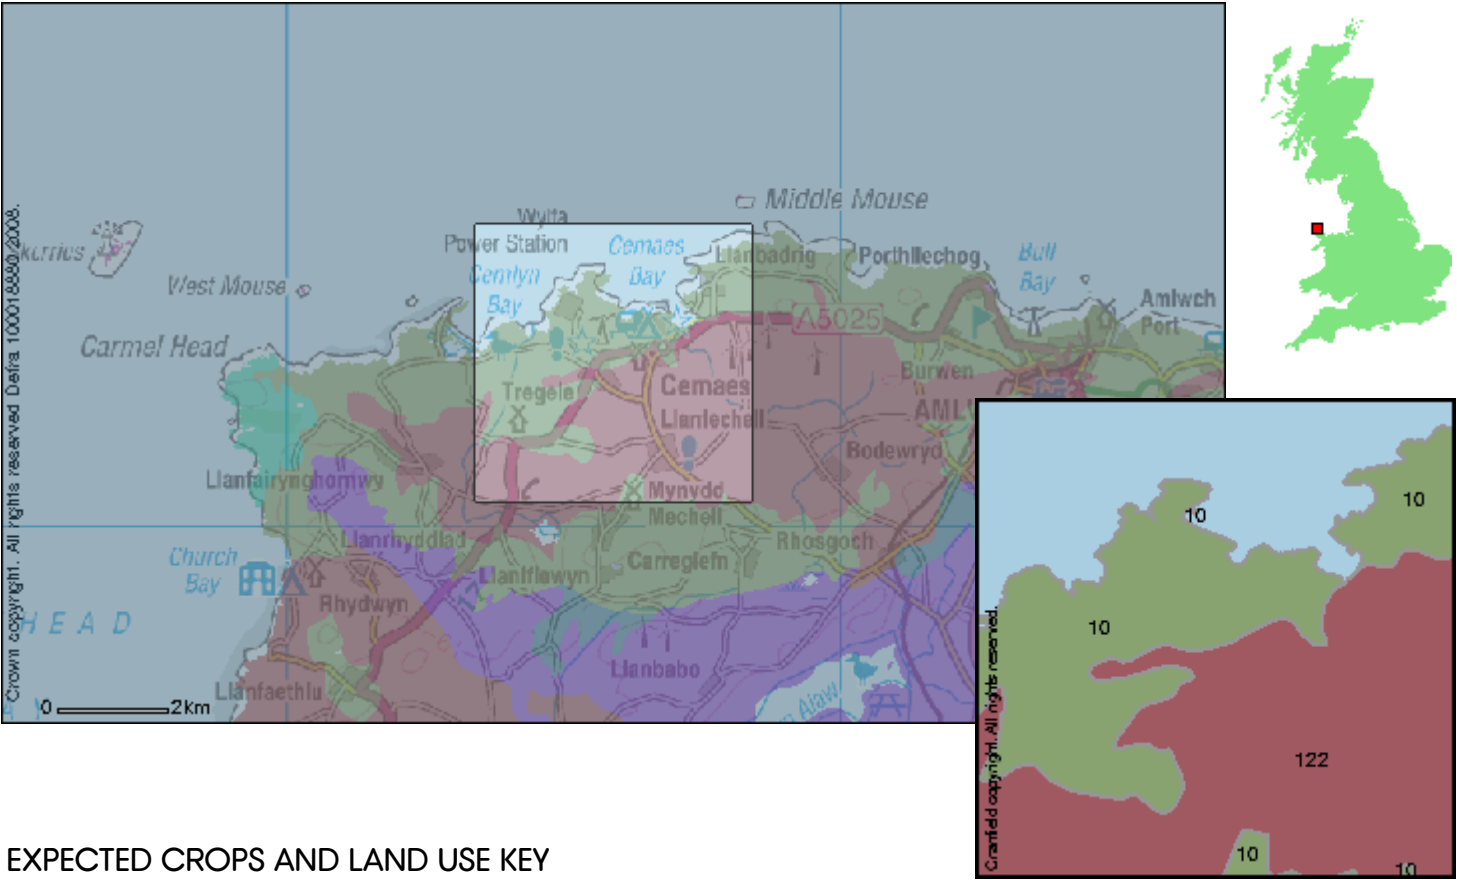 Middle Mouse
Wylfa
Power Station
Cemaes
Bay
Llanbadrig
Porthllechog
Bull
Bay
Cemlyn
Bay
kerries
West Mouse
Amlwch
Port
A5025
Carmel Head
Burwen
Tregele
Cemaes
Llanfechell
AML
Bodewryd
Llanfairynghornwy
Mynydd
Mechell
Llanrhyddlad
Rhosgoch
Church
Bay
Carreglefn
Llanfflewyn
Rhydwyn
HEAD
Llanbabo
Llanfaethlu
Alaw
A Y
0 2km
Crown copyright. All rights reserved. Defra 100018880/2008.
10
10
10
122
10
10
Cranfield copyright. All rights reserved.
EXPECTED CROPS AND LAND USE KEY